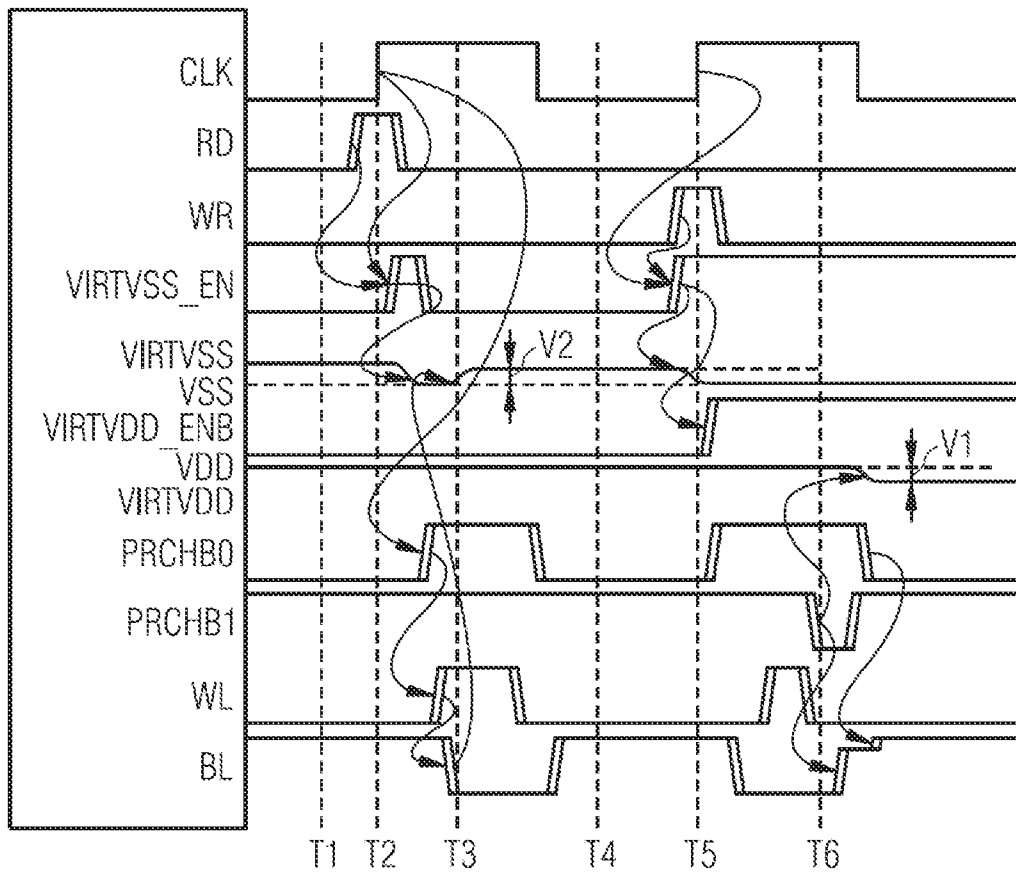 CLK
RD
WR
VIRTVSS_EN
VIRTVSS
V2
VSS
VIRTVDD_ENB
VDD
V1
VIRTVDD
PRCHB0
PRCHB1
WL
BL
T1 T2 T3 T4 T5 T6